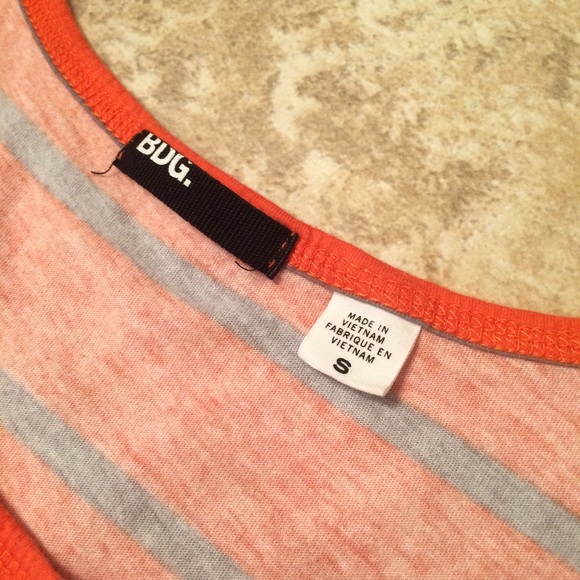 BDG.
MADE IN
VIETNAM
FABRIQUE EN
VIETNAM
S